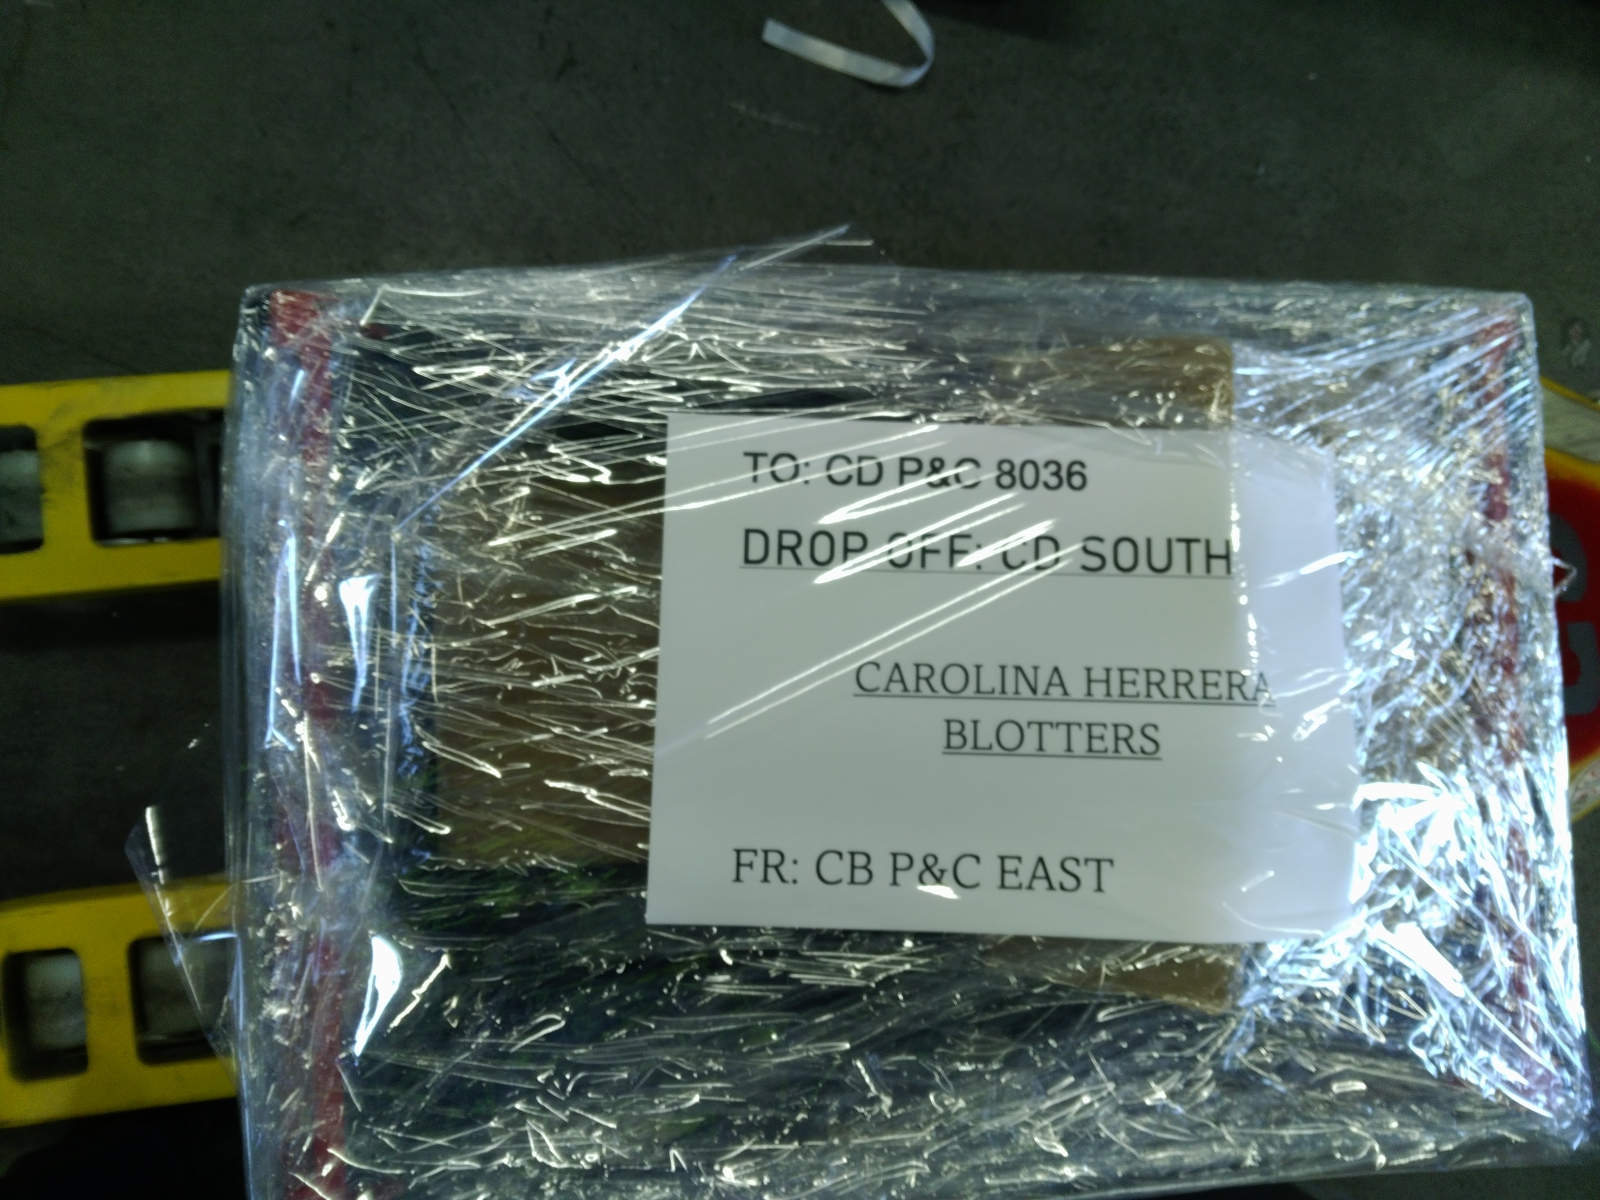 TO: CD P&C 8036
DROP OFF: CD SOUTH
CAROLINA HERRERA
BLOTTERS
FR: CB P&C EAST